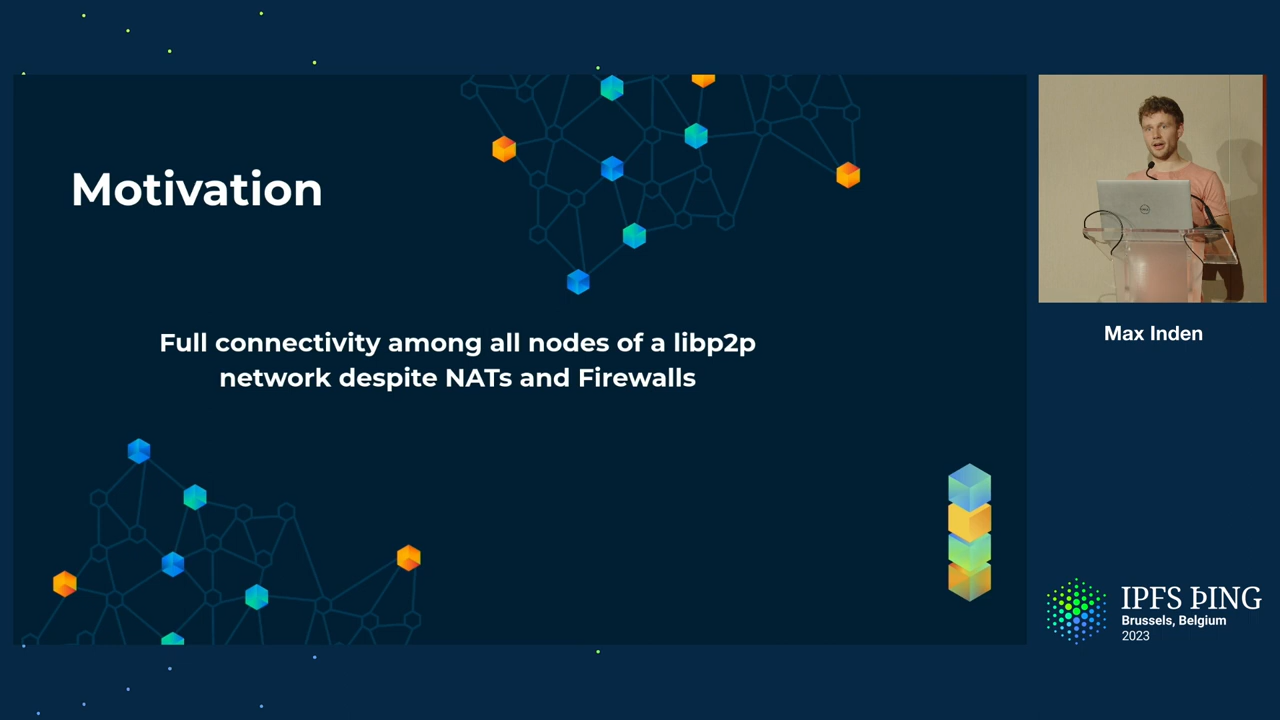 Motivation
Full connectivity among all nodes of a libp2p
network despite NATs and Firewalls
Max Inden
IPFS ÞING
Brussels, Belgium
2023